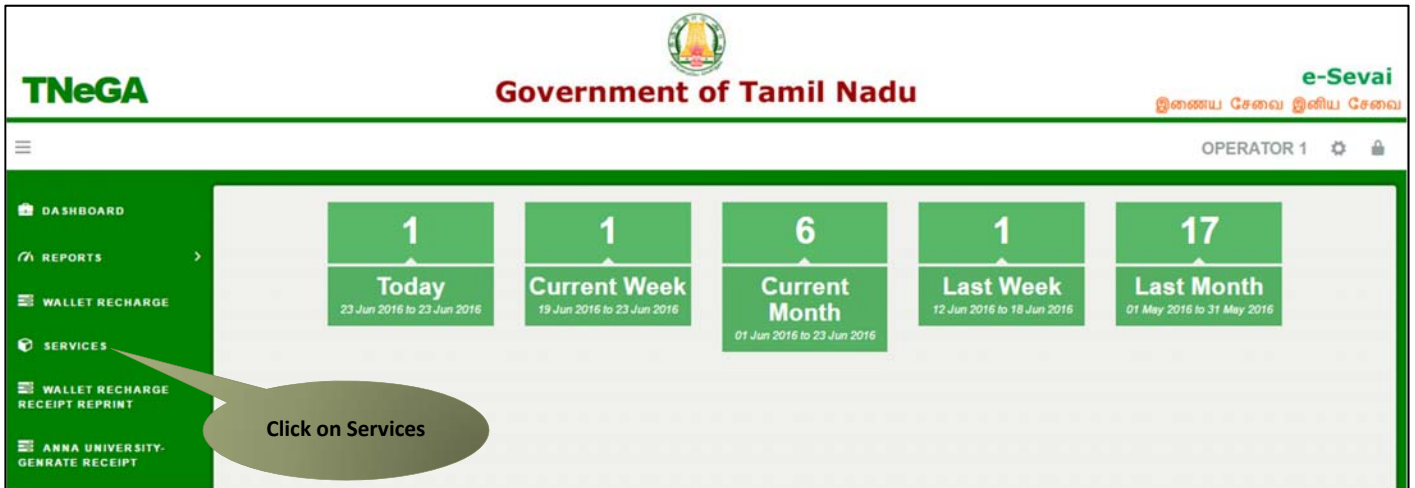 TNeGA
Government of Tamil Nadu
e-Sevai
இணைய சேவை இனிய சேவை
OPERATOR 1
DASHBOARD
REPORTS
WALLET RECHARGE
SERVICES
WALLET RECHARGE
RECEIPT REPRINT
ANNA UNIVERSITY-
GENRATE RECEIPT
1
Today
23 Jun 2016 to 23 Jun 2016
1
Current Week
19 Jun 2016 to 23 Jun 2016
6
Current
Month
01 Jun 2016 to 23 Jun 2016
1
Last Week
12 Jun 2016 to 18 Jun 2016
17
Last Month
01 May 2016 to 31 May 2016
Click on Services